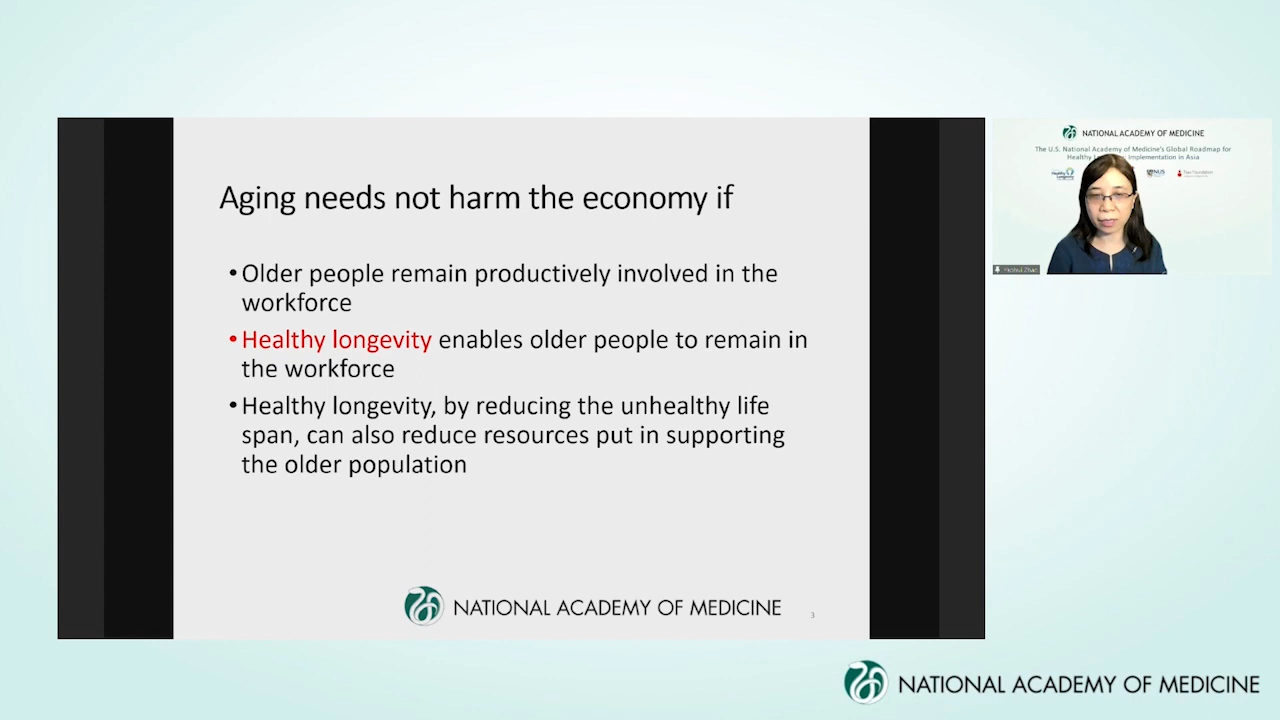 Aging needs not harm the economy if
•Older people remain productively involved in the
workforce
•Healthy longevity enables older people to remain in
the workforce
•Healthy longevity, by reducing the unhealthy life
span, can also reduce resources put in supporting
the older population
NATIONAL ACADEMY OF MEDICINE
3
NATIONAL ACADEMY OF MEDICINE
The U.S. National Academy of Medicine's Global Roadmap for
Healthy Implementation in Asia
Healthy
Longevity
NUS
NATIONAL ACADEMY OF MEDICINE